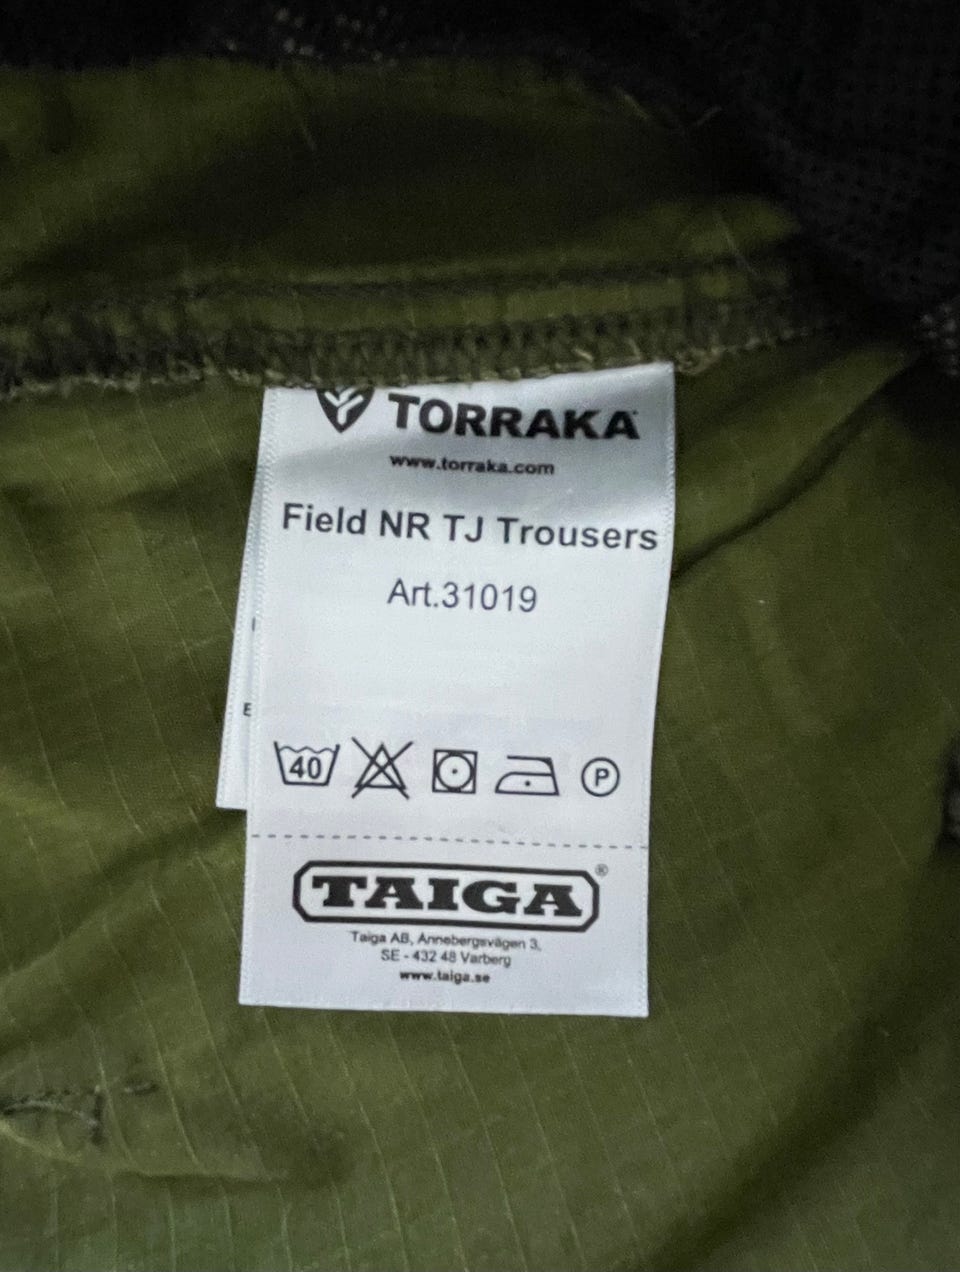 TORRAKA
www.torraka.com
Field NR TJ Trousers
Art.31019
E
40
P
TAIGA®
Taiga AB, Annebergsvägen 3,
SE - 432 48 Varberg
www.taiga.se